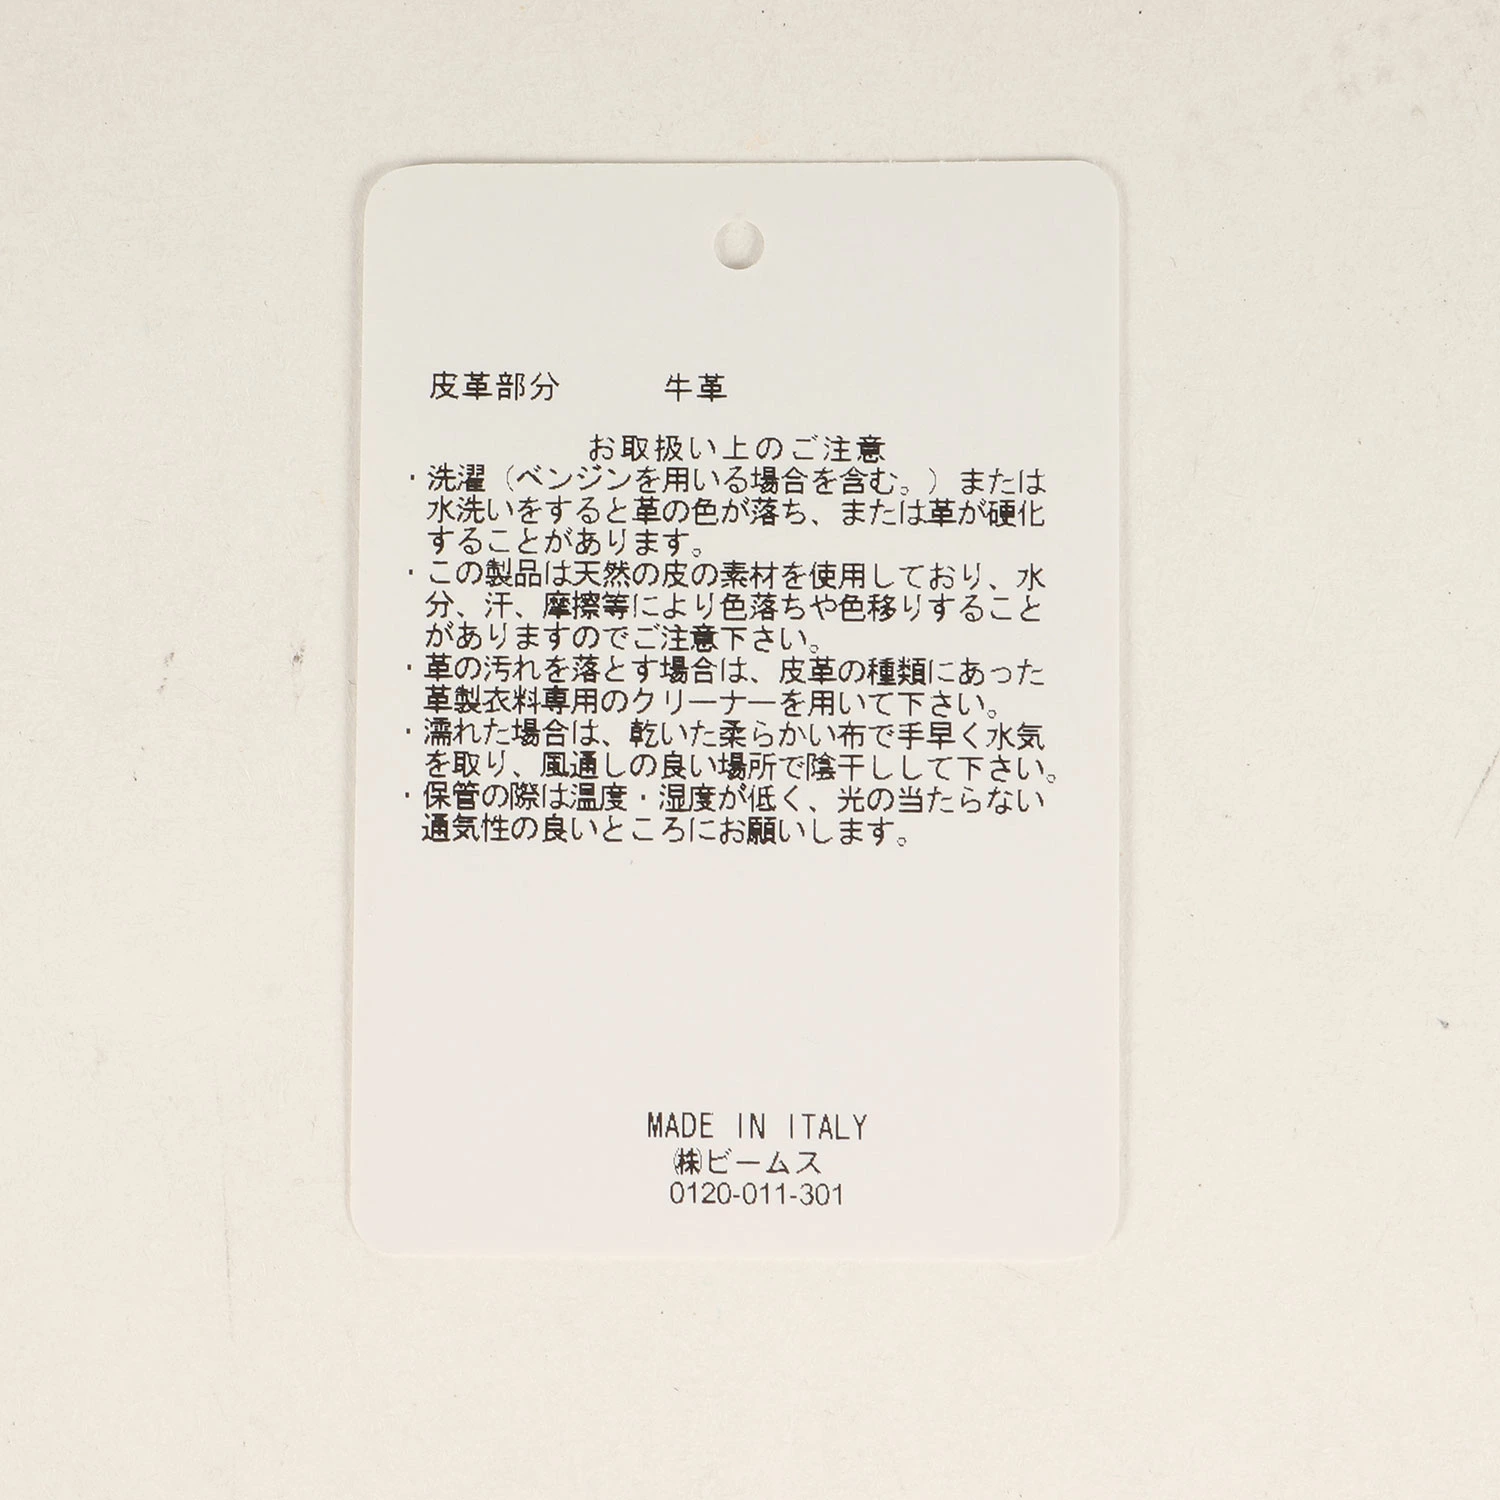 皮革部分　　　牛革
お取扱い上のご注意
・洗濯（ベンジンを用いる場合を含む。）または
水洗いをすると革の色が落ち、または革が硬化
することがあります。
・この製品は天然の皮の素材を使用しており、水
分、汗、摩擦等により色落ちや色移りすること
がありますのでご注意下さい。
・革の汚れを落とす場合は、皮革の種類にあった
革製衣料専用のクリーナーを用いて下さい。
・濡れた場合は、乾いた柔らかい布で手早く水気
を取り、風通しの良い場所で陰干しして下さい。
・保管の際は温度・湿度が低く、光の当たらない
通気性の良いところにお願いします。
MADE IN ITALY
㈱ビームス
0120-011-301